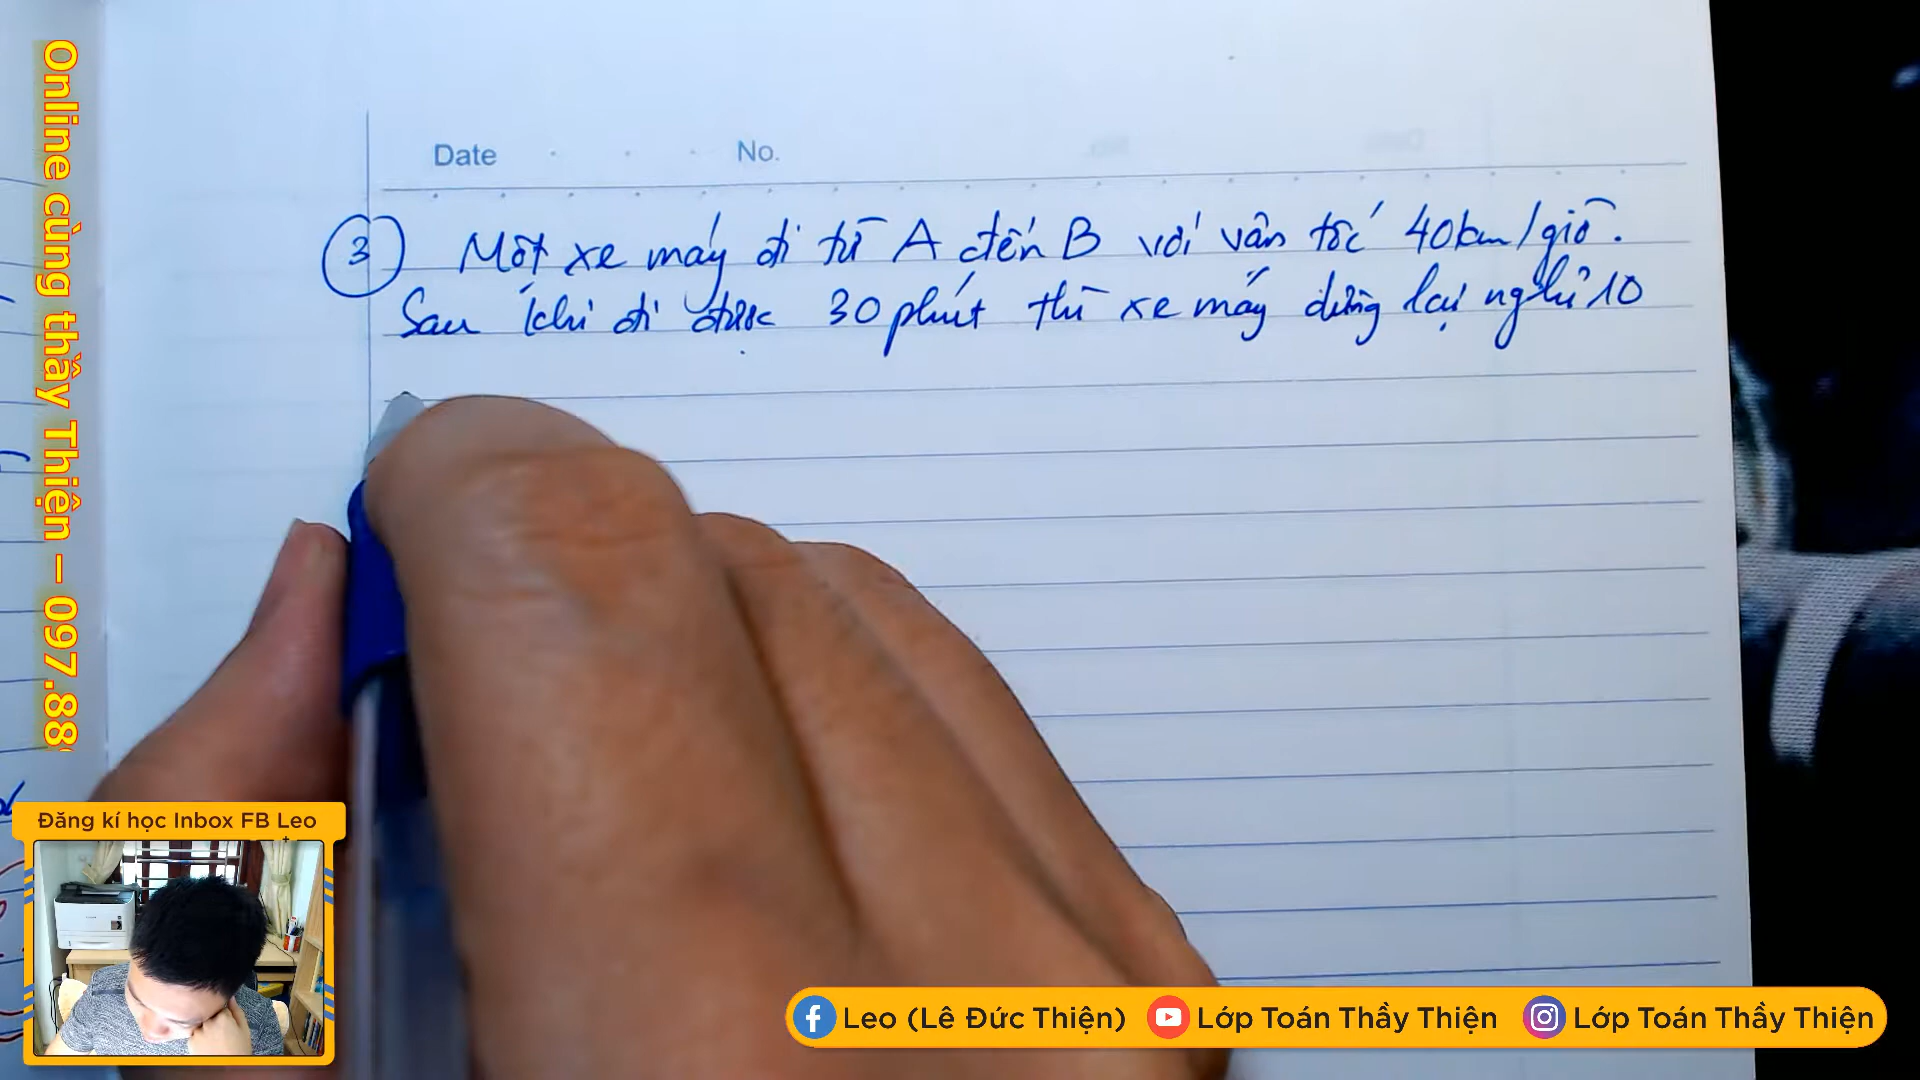 Online cùng thầy Thiện – 097.88
Date No.
3 Một xe máy đi từ A đến B với vân tốc 40km/giờ.
Sau khi đi được 30 phút thì xe máy dừng lại nghỉ 10
Đăng kí học Inbox FB Leo
Leo (Lê Đức Thiện) Lớp Toán Thầy Thiện Lớp Toán Thầy Thiện